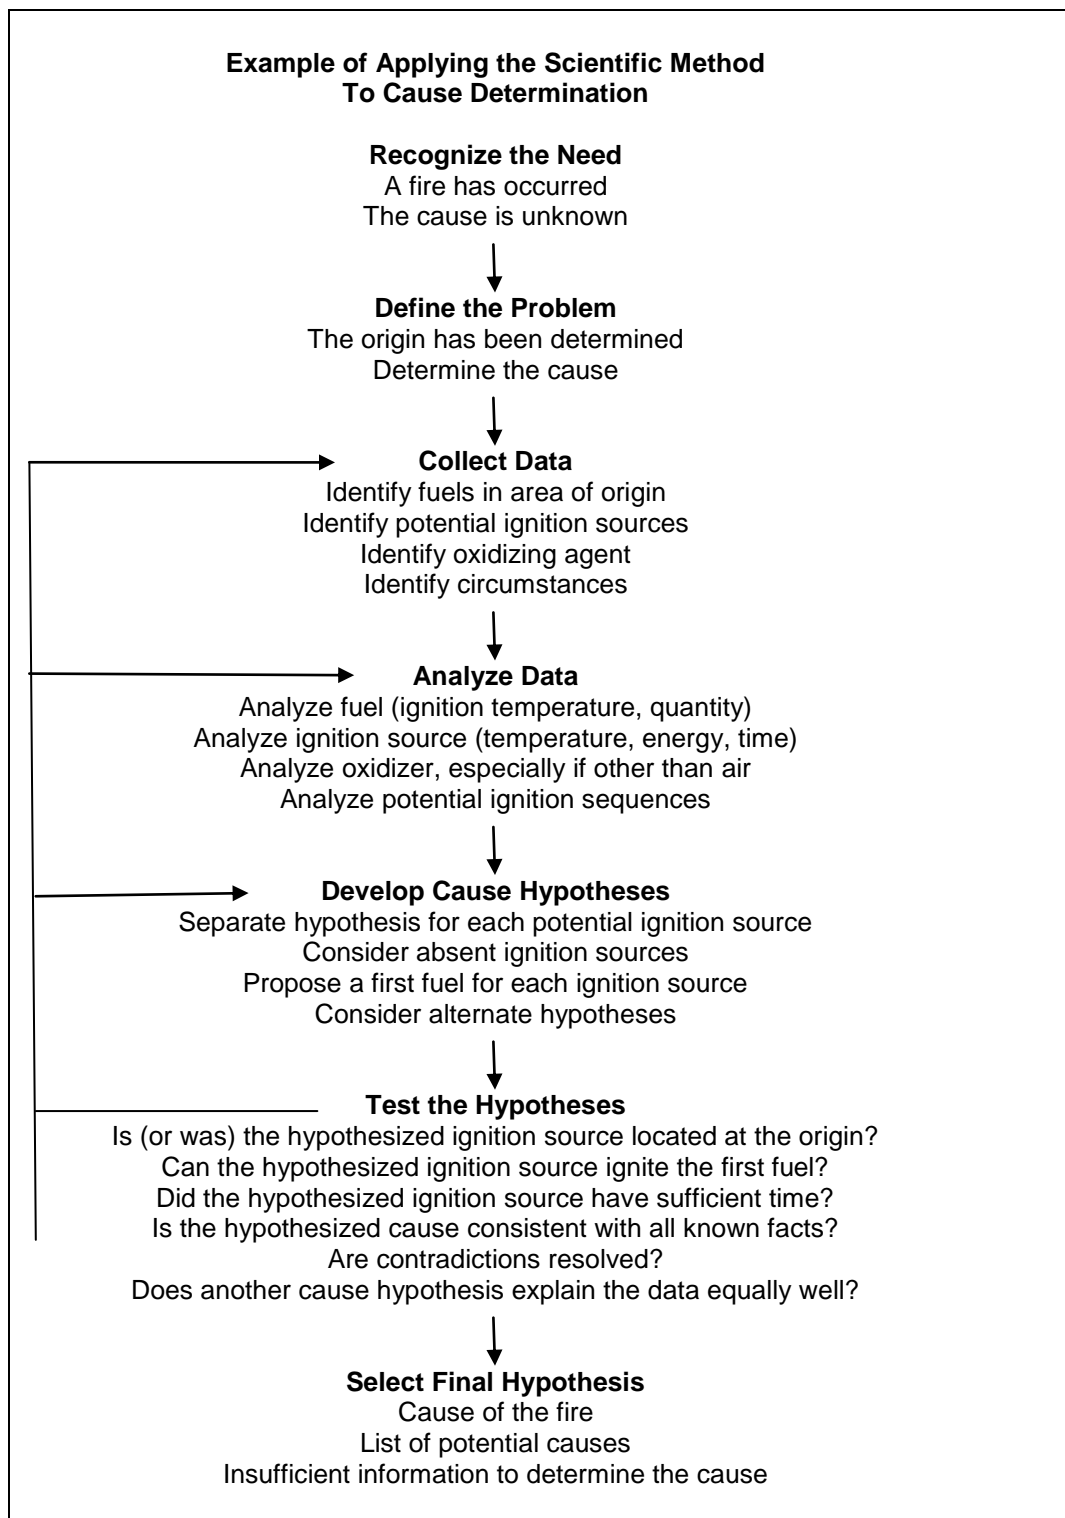 Example of Applying the Scientific Method
To Cause Determination
Recognize the Need
A fire has occurred
The cause is unknown
Define the Problem
The origin has been determined
Determine the cause
Collect Data
Identify fuels in area of origin
Identify potential ignition sources
Identify oxidizing agent
Identify circumstances
Analyze Data
Analyze fuel (ignition temperature, quantity)
Analyze ignition source (temperature, energy, time)
Analyze oxidizer, especially if other than air
Analyze potential ignition sequences
Develop Cause Hypotheses
Separate hypothesis for each potential ignition source
Consider absent ignition sources
Propose a first fuel for each ignition source
Consider alternate hypotheses
Test the Hypotheses
Is (or was) the hypothesized ignition source located at the origin?
Can the hypothesized ignition source ignite the first fuel?
Did the hypothesized ignition source have sufficient time?
Is the hypothesized cause consistent with all known facts?
Are contradictions resolved?
Does another cause hypothesis explain the data equally well?
Select Final Hypothesis
Cause of the fire
List of potential causes
Insufficient information to determine the cause